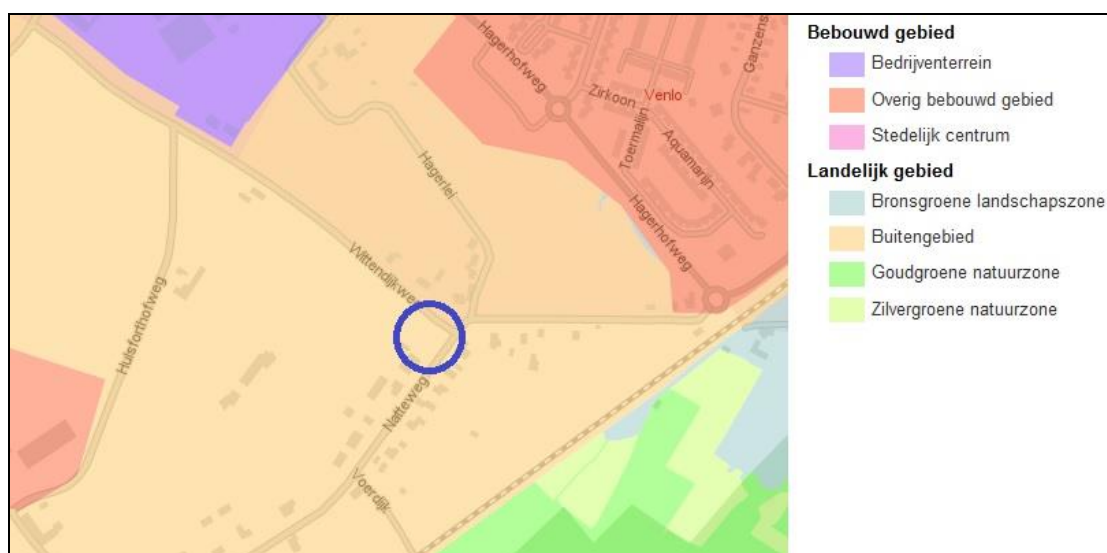 Hagerhofweg
Zirkoon
Venlo
Ganzens
Toermalijn
Aquamarijn
Hagerlei
Hagerhofweg
Wittendijkweg
Hulsforthofweg
Natteweg
Voerdijk
Bebouwd gebied
Bedrijventerrein
Overig bebouwd gebied
Stedelijk centrum
Landelijk gebied
Bronsgroene landschapszone
Buitengebied
Goudgroene natuurzone
Zilvergroene natuurzone